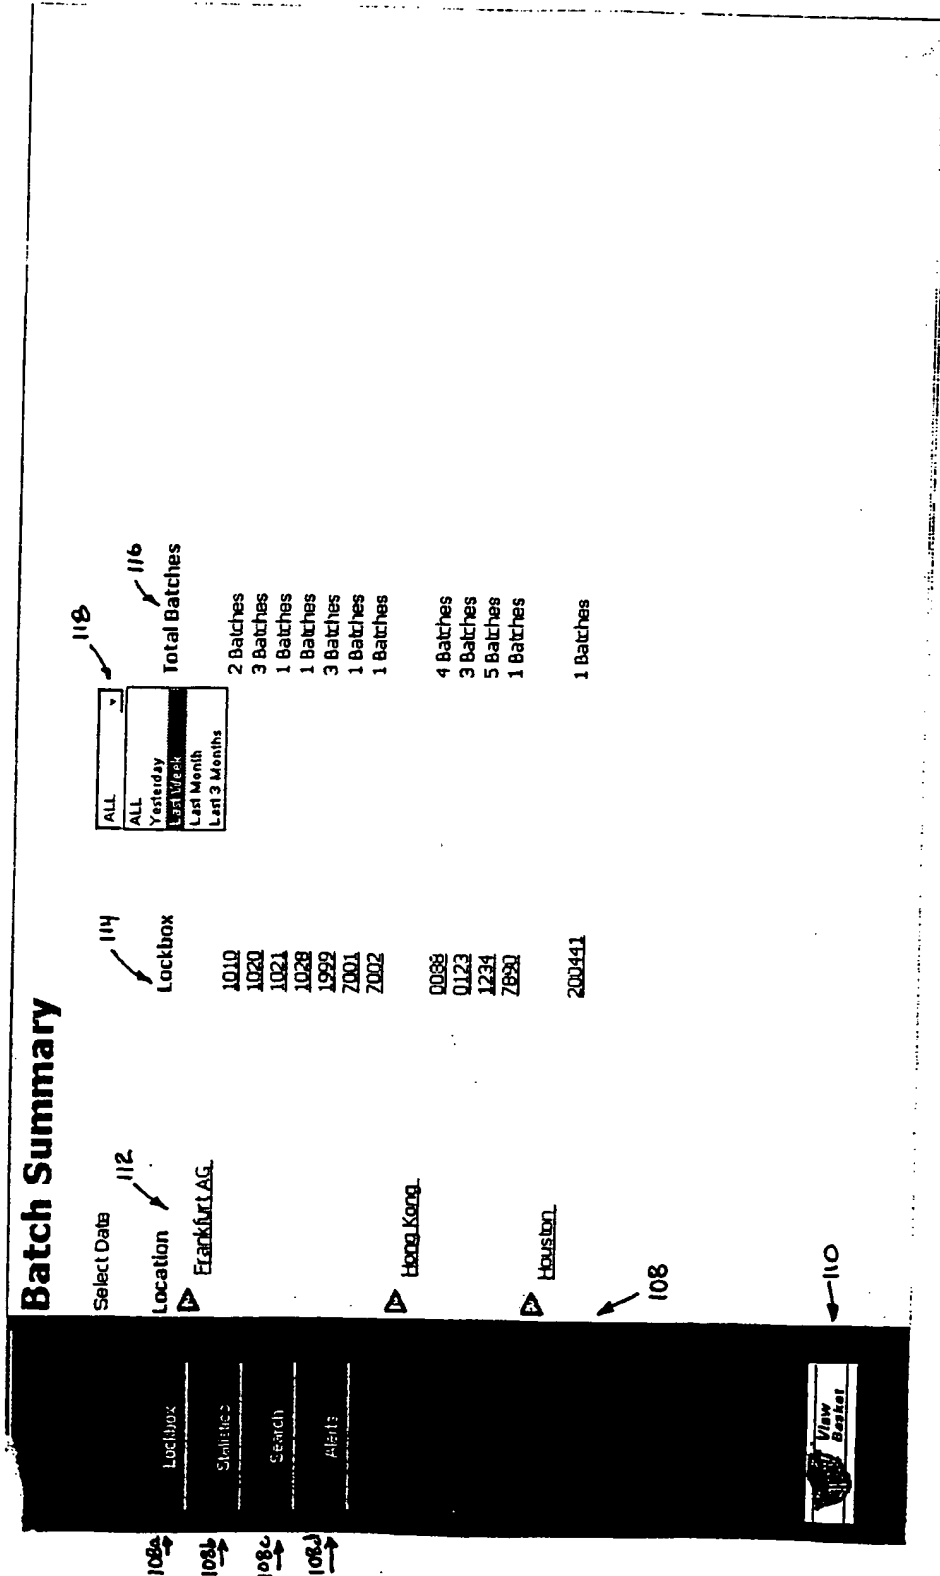 Batch Summary
118
Select Date ALL
112 114 ALL
Yesterday 116
Location Lockbox Last Week Total Batches
Last Month
Frankfurt AG Last 3 Months
1010 2 Batches
1020 3 Batches
1021 1 Batches
1028 1 Batches
1999 3 Batches
7001 1 Batches
7002 1 Batches
Hong Kong
0088 4 Batches
0123 3 Batches
1234 5 Batches
7890 1 Batches
Houston
200441 1 Batches
108
108a Lockbox
108b Statistics
108c Search
108d Alerts
View
Basket
110